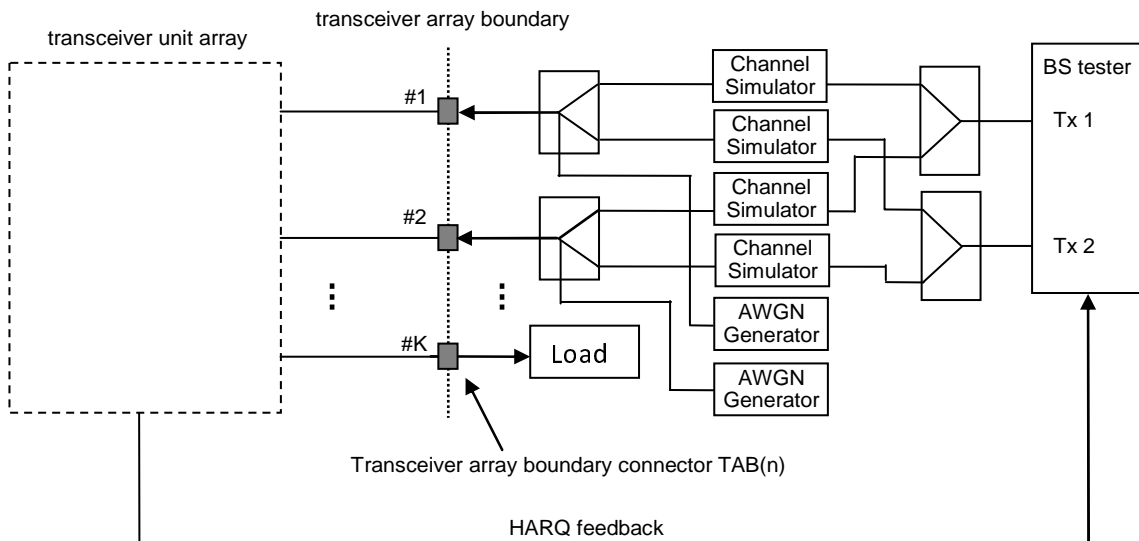 transceiver array boundary
transceiver unit array
Channel
Simulator
BS tester
#1
Tx 1
Channel
Simulator
Channel
Simulator
#2
Tx 2
Channel
Simulator
AWGN
Generator
#K
Load
AWGN
Generator
Transceiver array boundary connector TAB(n)
HARQ feedback